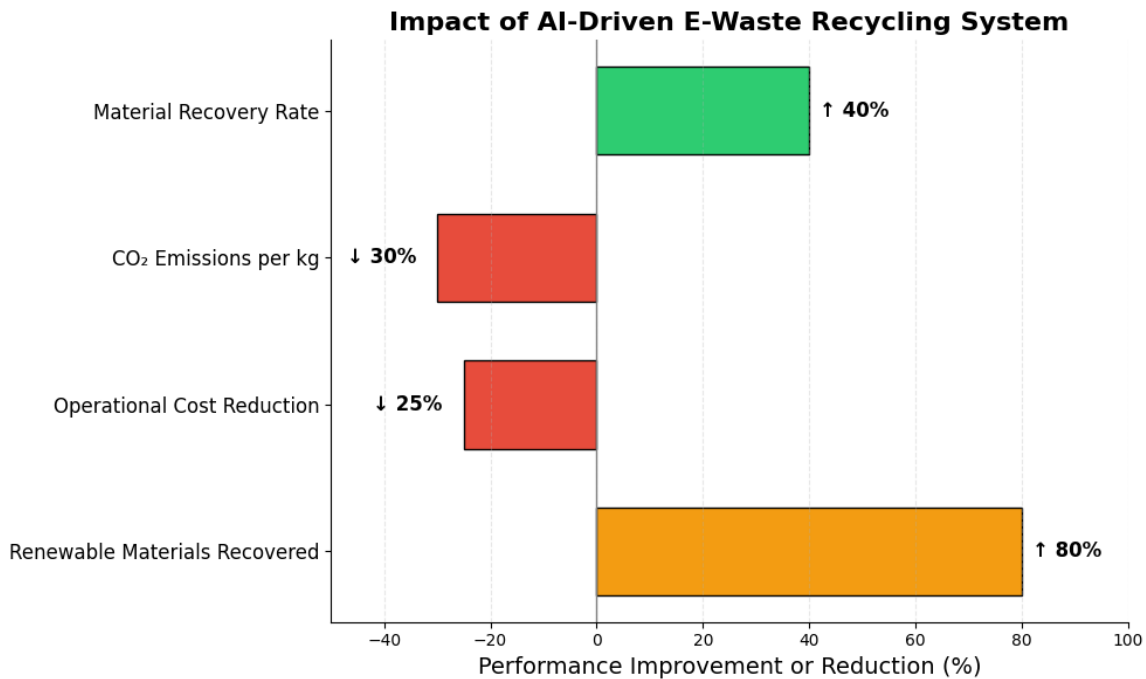 Impact of AI-Driven E-Waste Recycling System
Material Recovery Rate
↑ 40%
CO₂ Emissions per kg
↓ 30%
Operational Cost Reduction
↓ 25%
Renewable Materials Recovered
↑ 80%
−40 −20 0 20 40 60 80 100
Performance Improvement or Reduction (%)